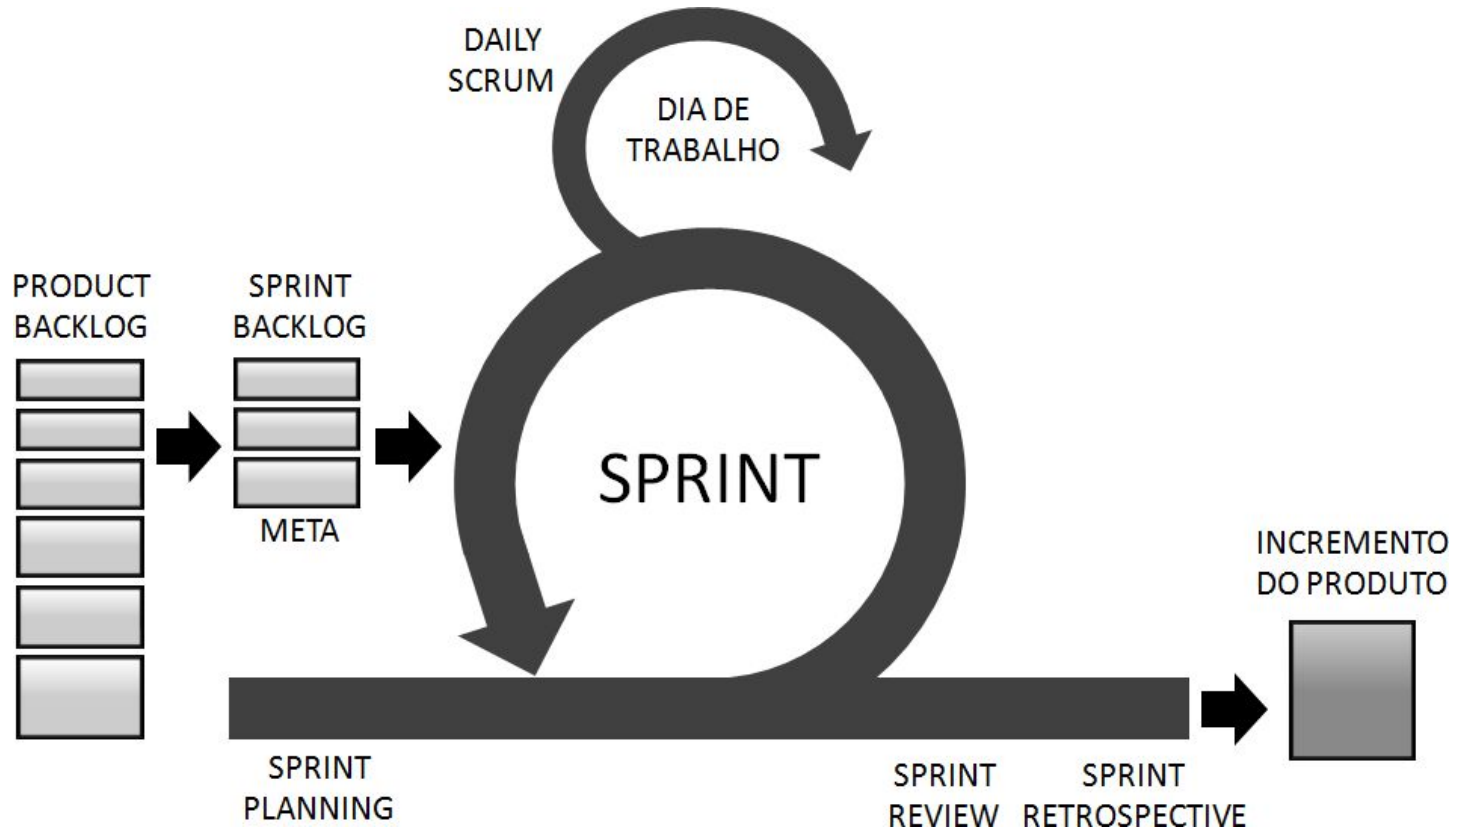 DAILY
SCRUM
DIA DE
TRABALHO
PRODUCT
BACKLOG
SPRINT
BACKLOG
META
SPRINT
INCREMENTO
DO PRODUTO
SPRINT
PLANNING
SPRINT
REVIEW
SPRINT
RETROSPECTIVE